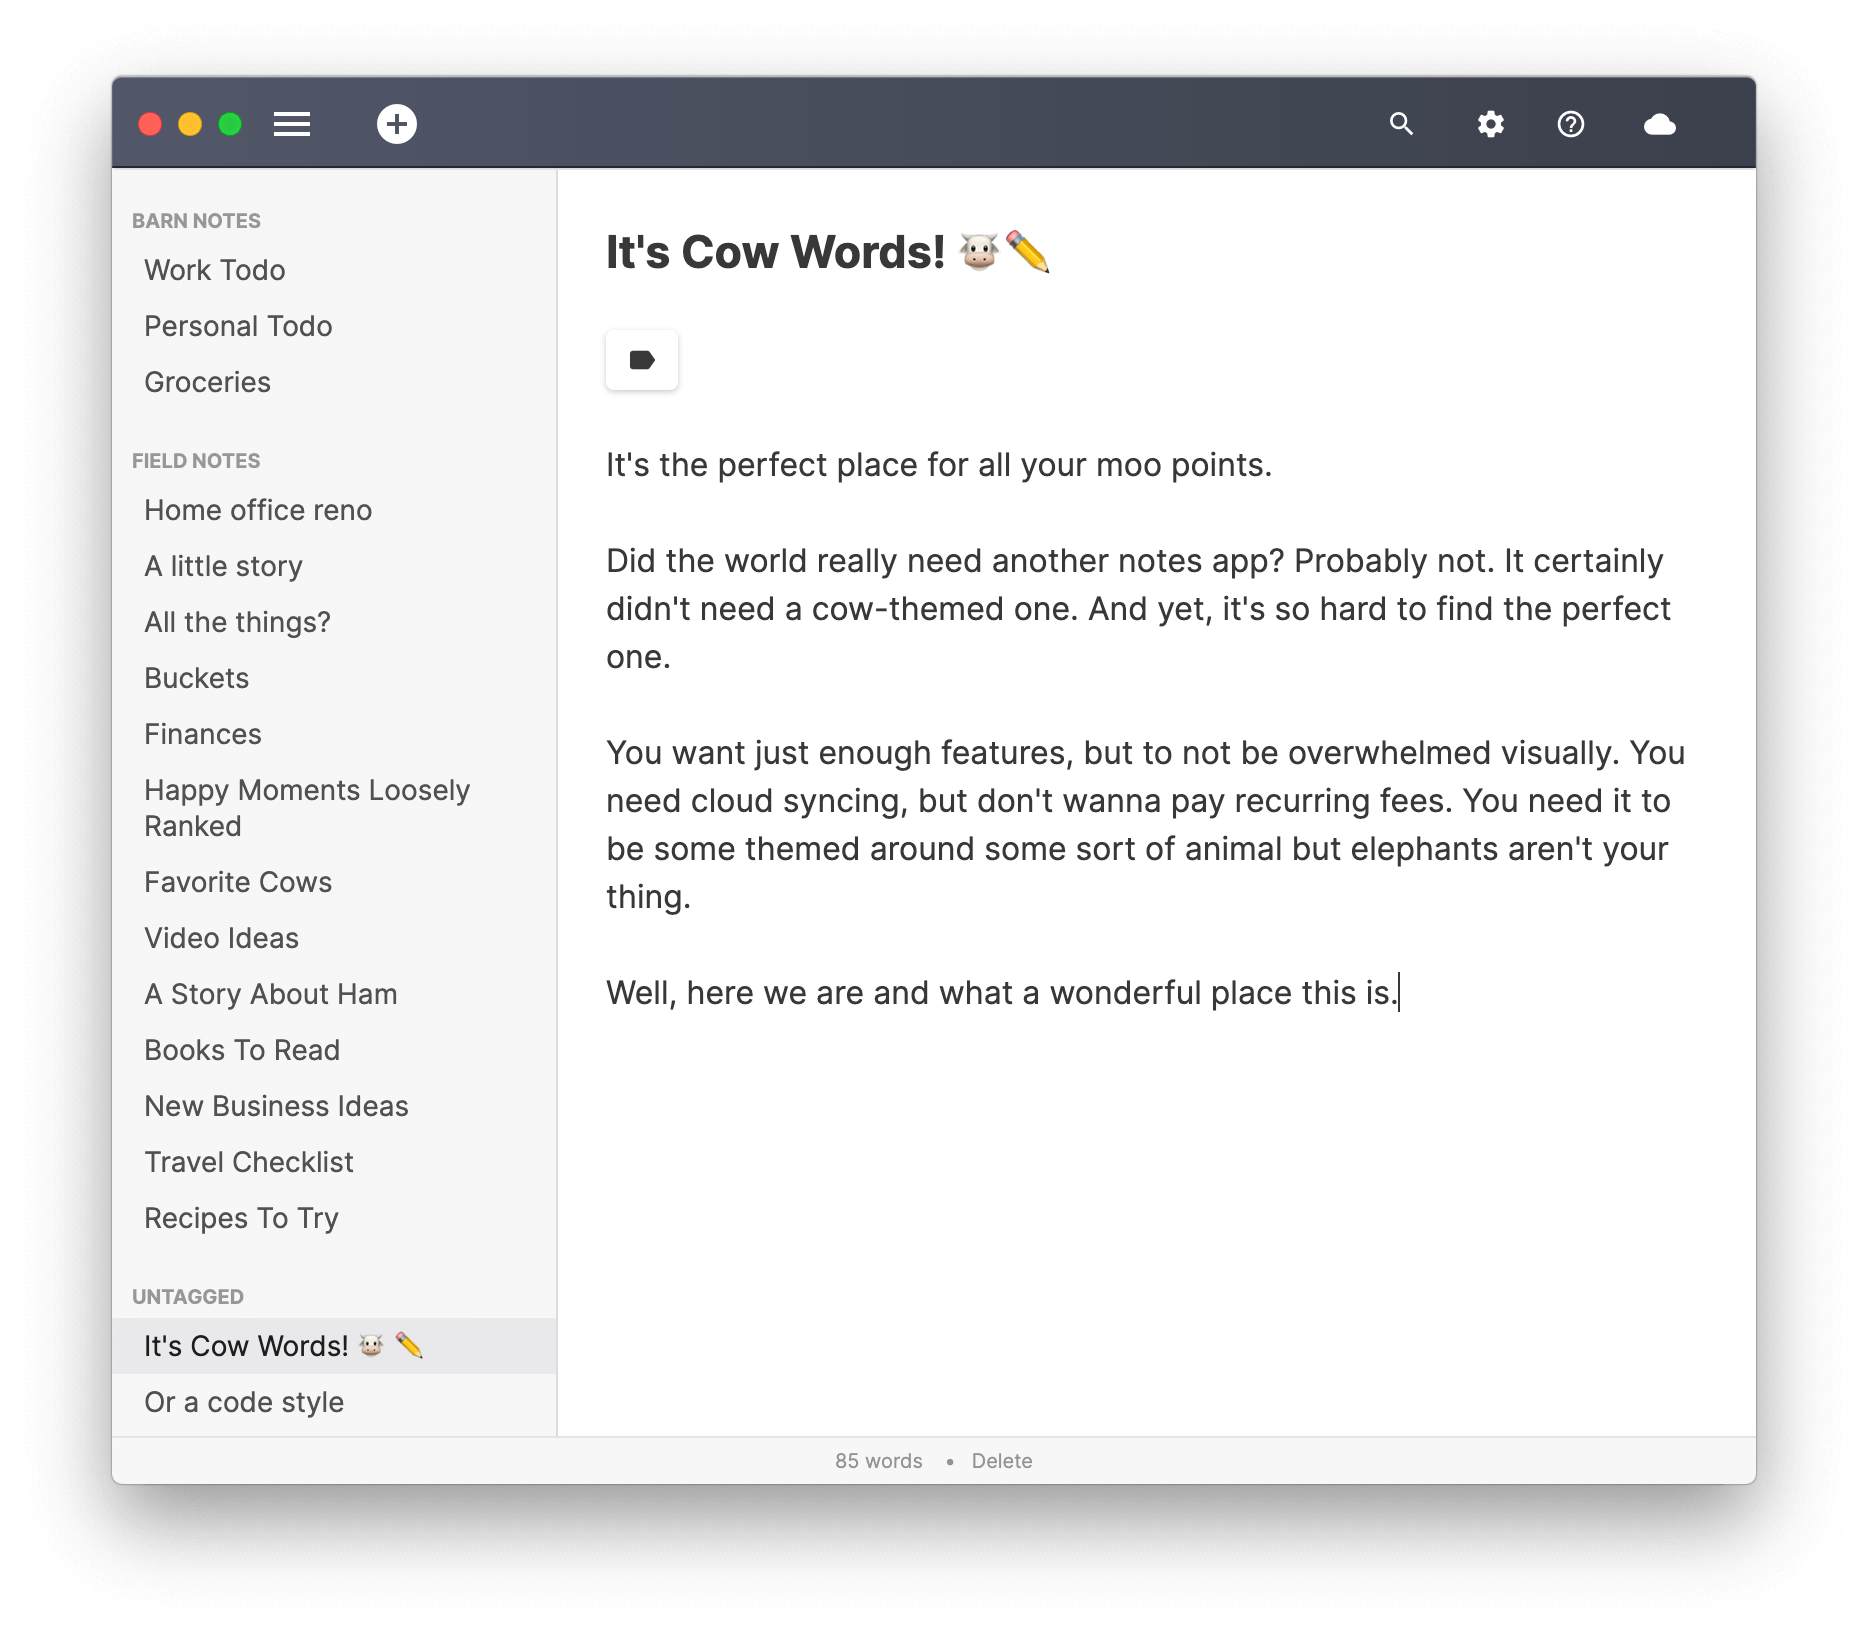 BARN NOTES
Work Todo
Personal Todo
Groceries
FIELD NOTES
Home office reno
A little story
All the things?
Buckets
Finances
Happy Moments Loosely
Ranked
Favorite Cows
Video Ideas
A Story About Ham
Books To Read
New Business Ideas
Travel Checklist
Recipes To Try
UNTAGGED
It's Cow Words! 🐮 ✏️
Or a code style
It's Cow Words! 🐮✏️
It's the perfect place for all your moo points.
Did the world really need another notes app? Probably not. It certainly
didn't need a cow-themed one. And yet, it's so hard to find the perfect
one.
You want just enough features, but to not be overwhelmed visually. You
need cloud syncing, but don't wanna pay recurring fees. You need it to
be some themed around some sort of animal but elephants aren't your
thing.
Well, here we are and what a wonderful place this is.
85 words • Delete